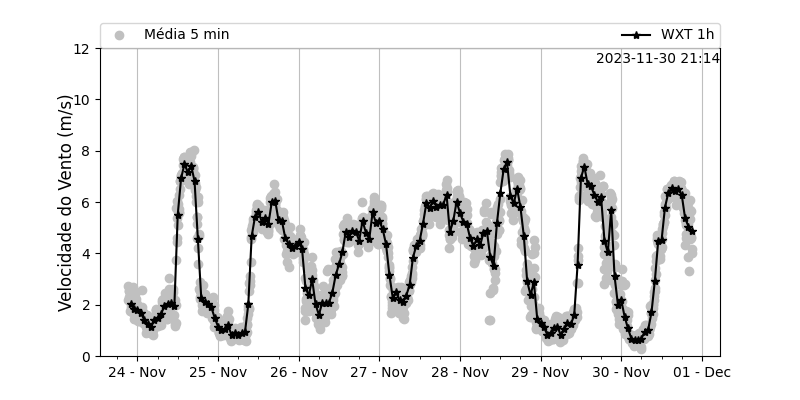 Média 5 min
WXT 1h
2023-11-30 21:14
Velocidade do Vento (m/s)
12
10
8
6
4
2
0
24 - Nov 25 - Nov 26 - Nov 27 - Nov 28 - Nov 29 - Nov 30 - Nov 01 - Dec